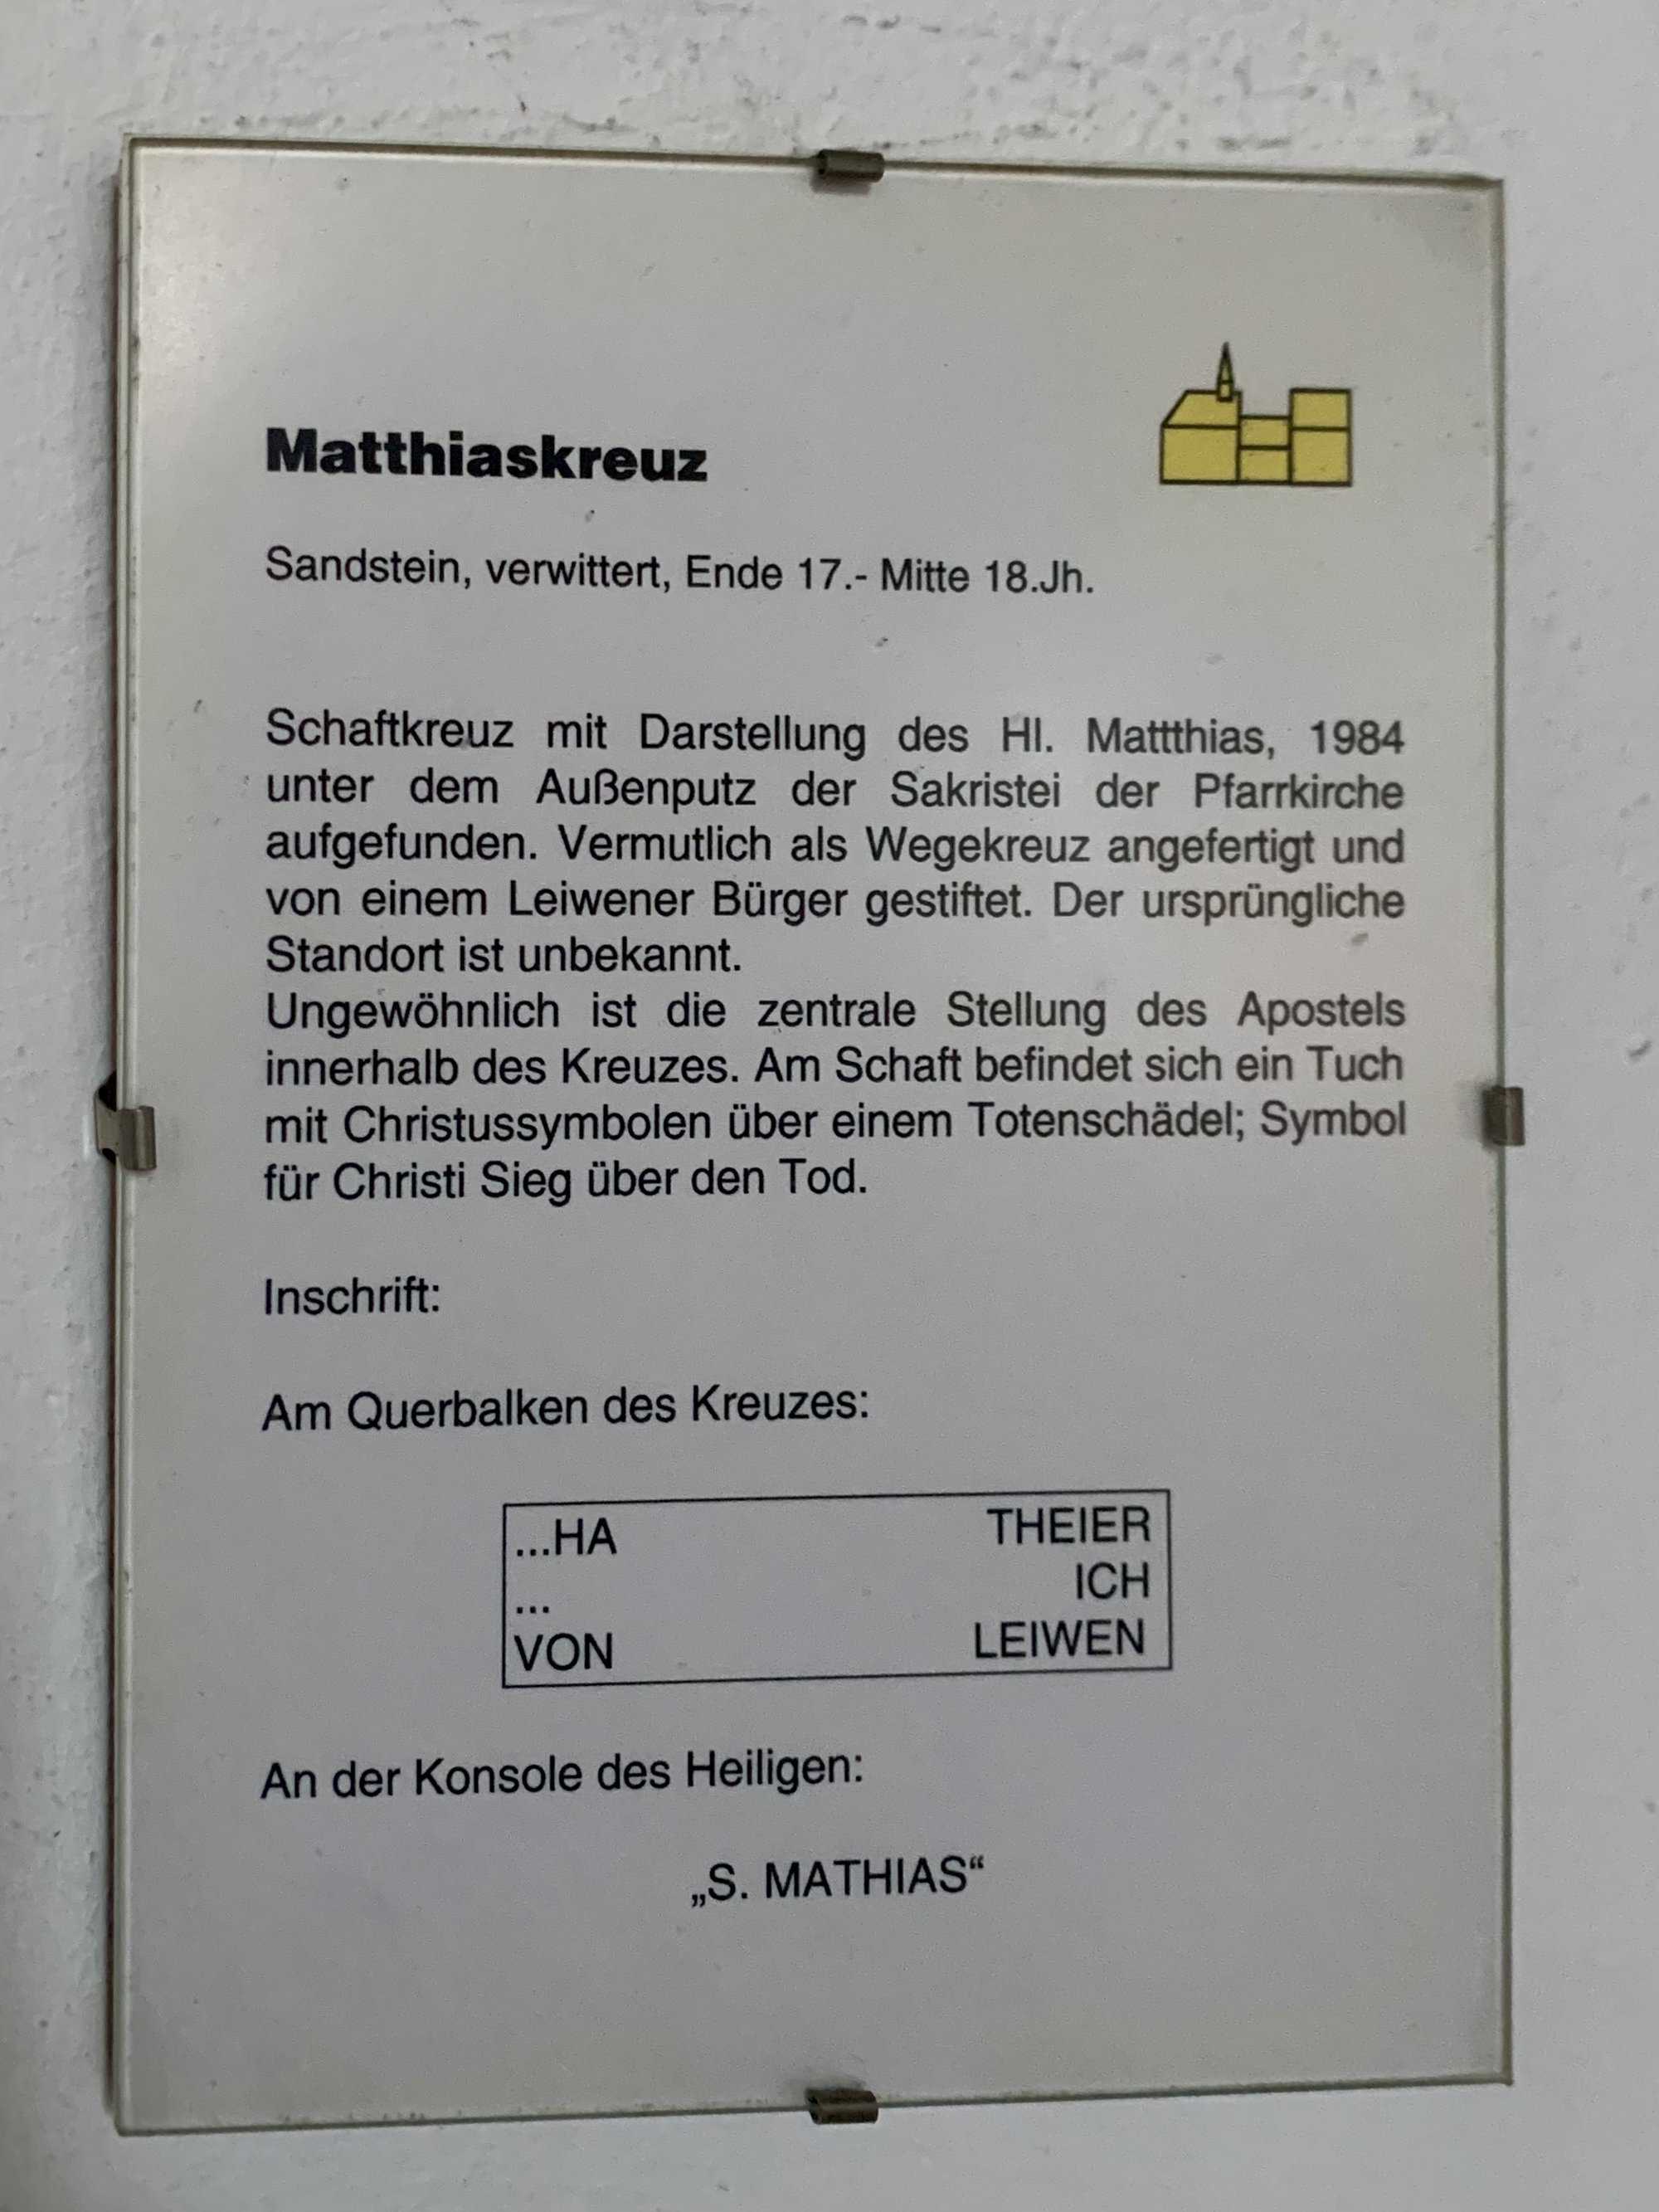 Matthiaskreuz
Sandstein, verwittert, Ende 17.- Mitte 18.Jh.
Schaftkreuz mit Darstellung des Hl. Mattthias, 1984
unter dem Außenputz der Sakristei der Pfarrkirche
aufgefunden. Vermutlich als Wegekreuz angefertigt und
von einem Leiwener Bürger gestiftet. Der ursprüngliche
Standort ist unbekannt.
Ungewöhnlich ist die zentrale Stellung des Apostels
innerhalb des Kreuzes. Am Schaft befindet sich ein Tuch
mit Christussymbolen über einem Totenschädel; Symbol
für Christi Sieg über den Tod.
Inschrift:
Am Querbalken des Kreuzes:
...HA THEIER
... ICH
VON LEIWEN
An der Konsole des Heiligen:
„S. MATHIAS“